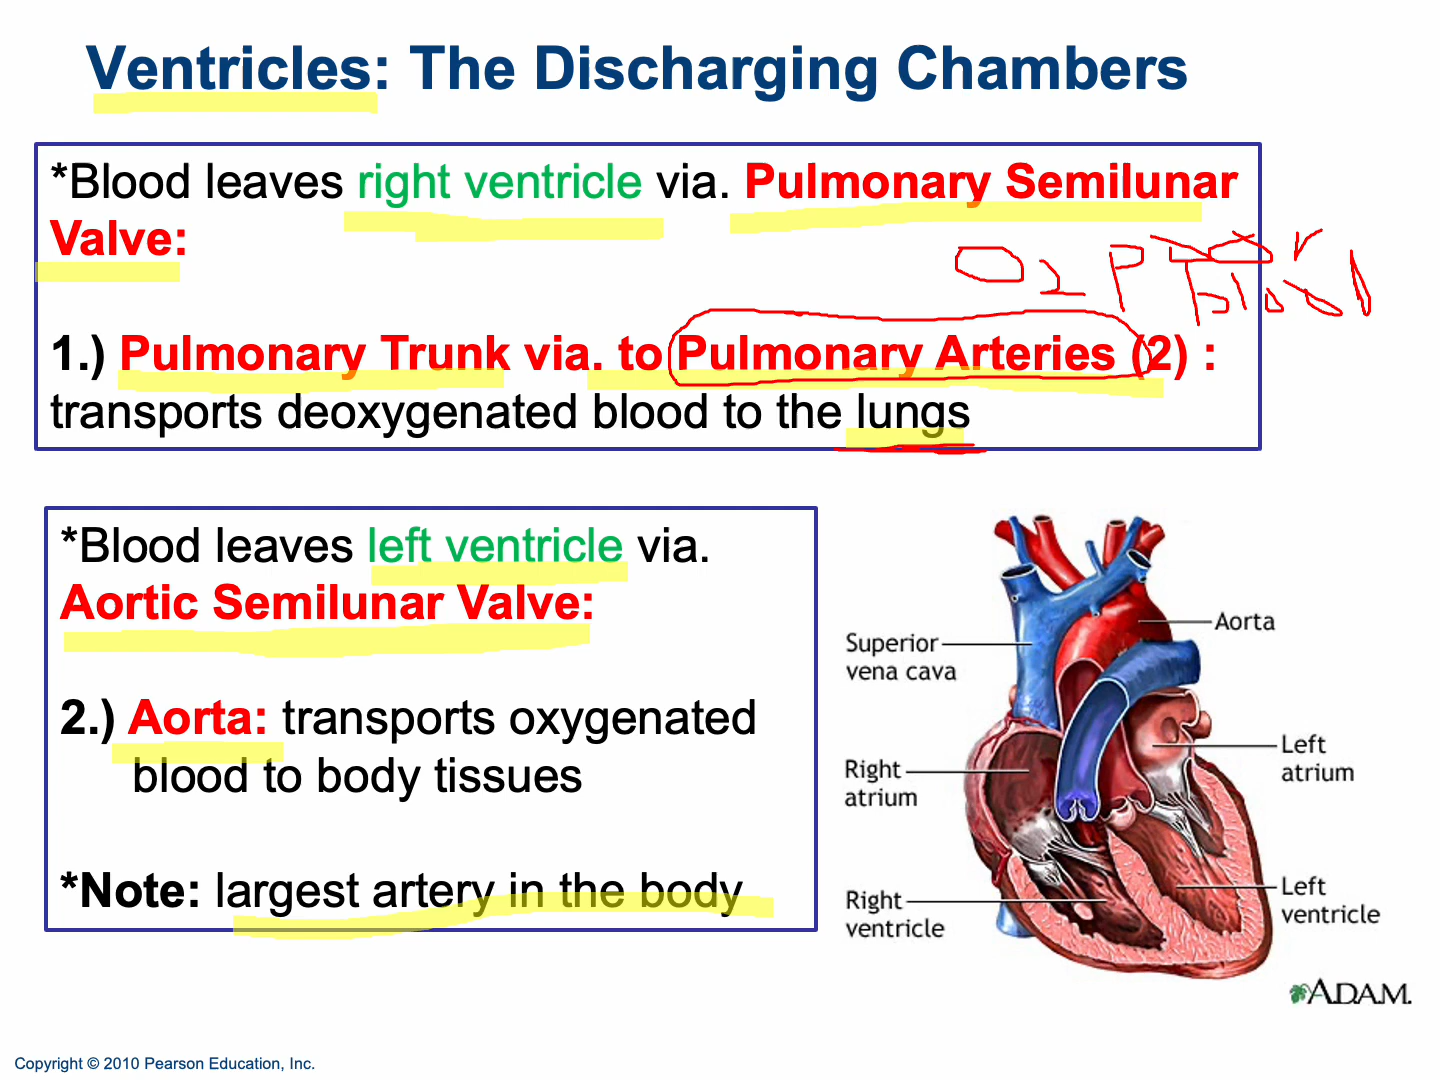 Ventricles: The Discharging Chambers
*Blood leaves right ventricle via. Pulmonary Semilunar
Valve:
O2 Poor
blood
1.) Pulmonary Trunk via. to Pulmonary Arteries (2) :
transports deoxygenated blood to the lungs
*Blood leaves left ventricle via.
Aortic Semilunar Valve:
2.) Aorta: transports oxygenated
blood to body tissues
*Note: largest artery in the body
Aorta
Superior
vena cava
Left
atrium
Right
atrium
Left
ventricle
Right
ventricle
A.D.A.M.
Copyright © 2010 Pearson Education, Inc.